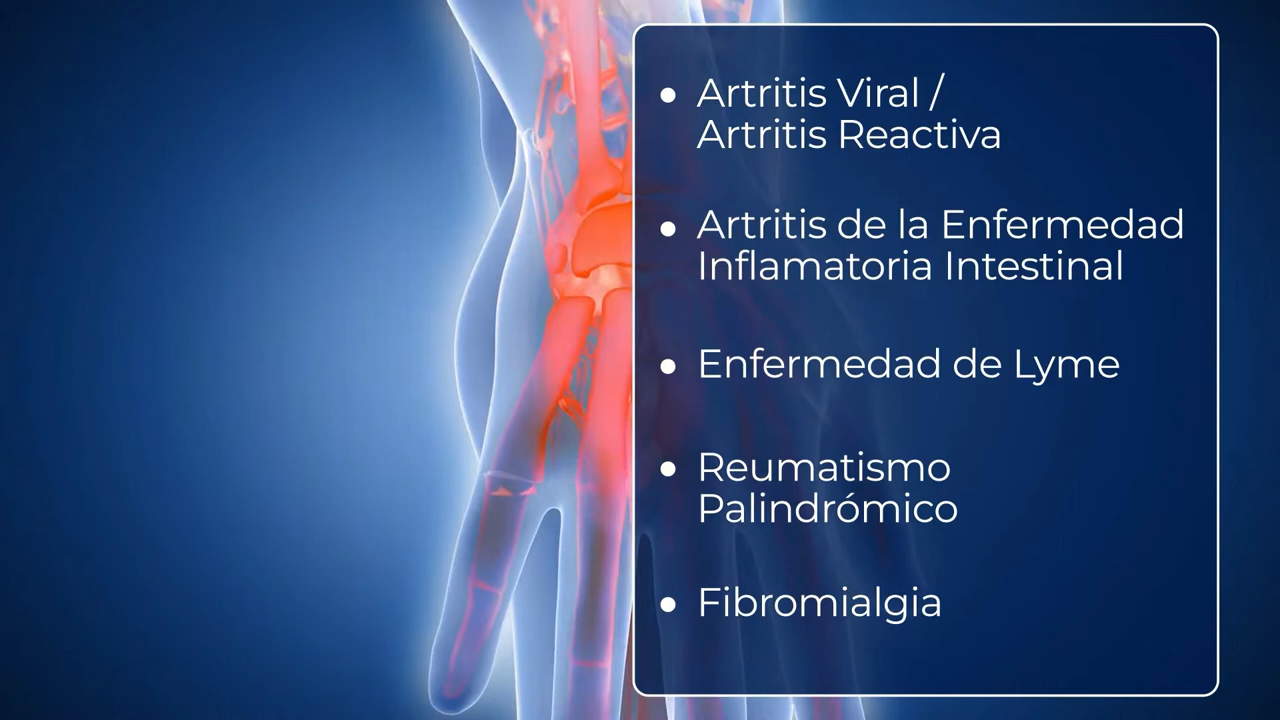 • Artritis Viral /
Artritis Reactiva
• Artritis de la Enfermedad
Inflamatoria Intestinal
• Enfermedad de Lyme
• Reumatismo
Palindrómico
• Fibromialgia